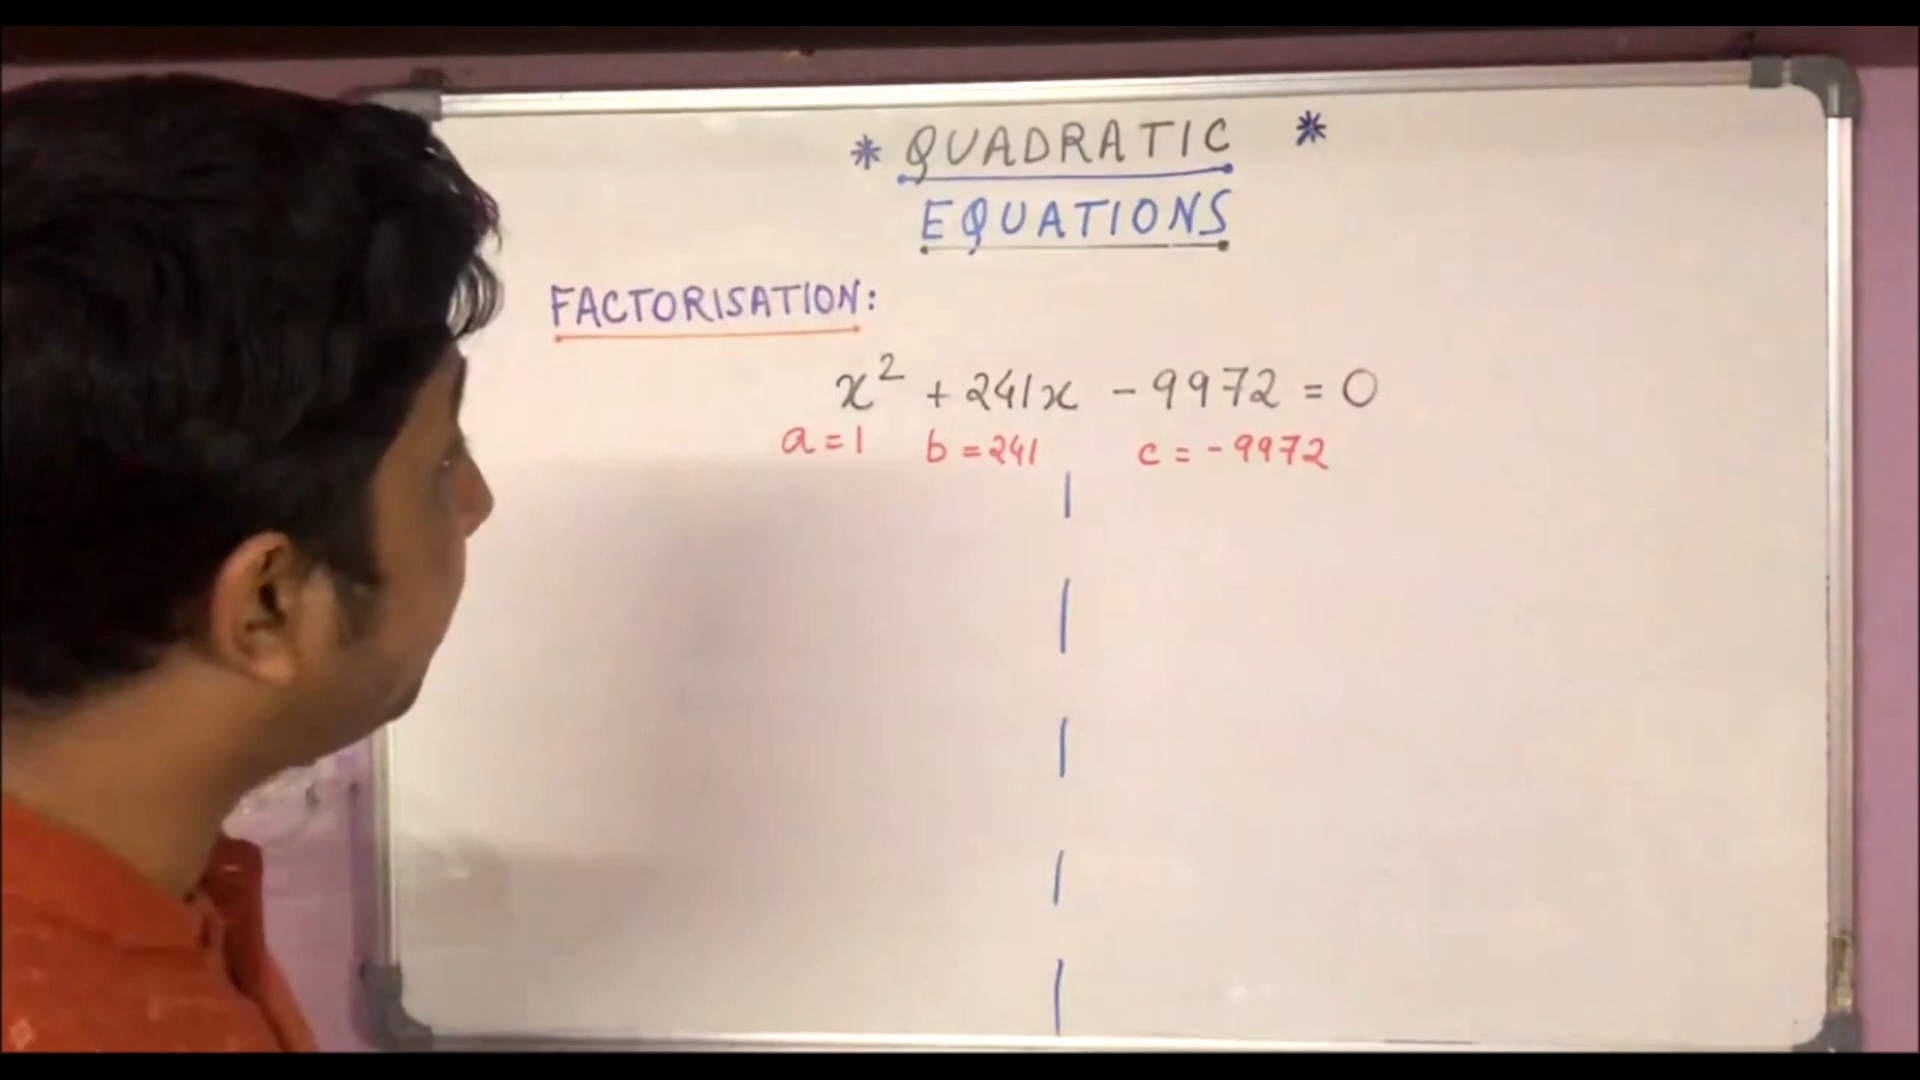 * QUADRATIC *
EQUATIONS
FACTORISATION:
x² + 241x - 9972 = 0
a = 1 b = 241 c = - 9972